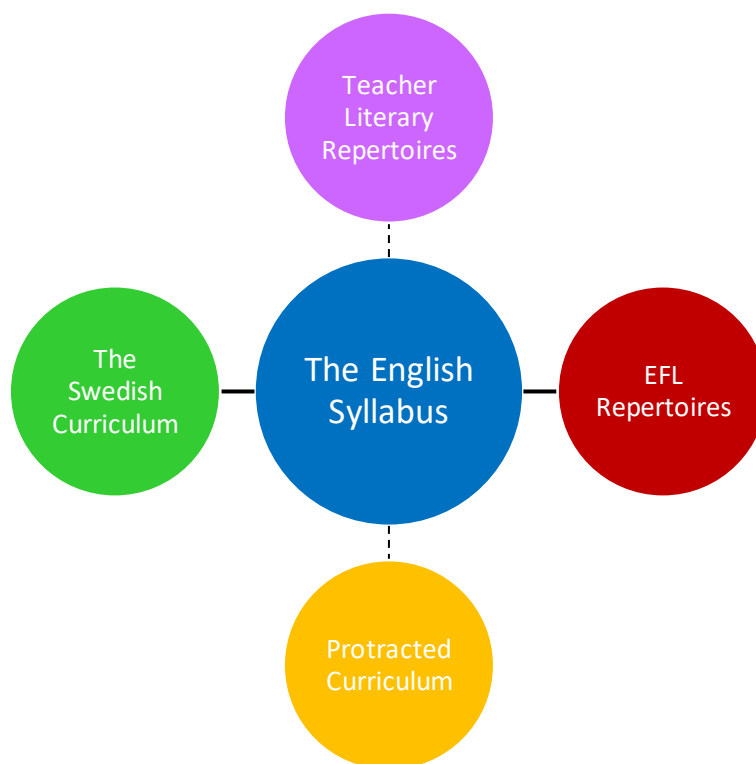 Teacher
Literary
Repertoires
The
Swedish
Curriculum
The English
Syllabus
EFL
Repertoires
Protracted
Curriculum